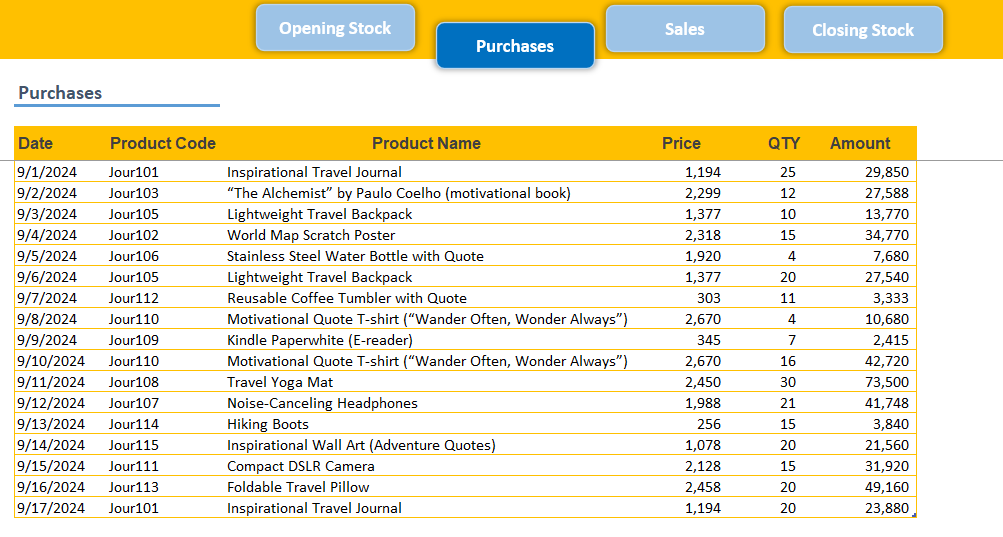 Opening Stock Purchases Sales Closing Stock
Purchases
Date Product Code Product Name Price QTY Amount
9/1/2024 Jour101 Inspirational Travel Journal 1,194 25 29,850
9/2/2024 Jour103 “The Alchemist” by Paulo Coelho (motivational book) 2,299 12 27,588
9/3/2024 Jour105 Lightweight Travel Backpack 1,377 10 13,770
9/4/2024 Jour102 World Map Scratch Poster 2,318 15 34,770
9/5/2024 Jour106 Stainless Steel Water Bottle with Quote 1,920 4 7,680
9/6/2024 Jour105 Lightweight Travel Backpack 1,377 20 27,540
9/7/2024 Jour112 Reusable Coffee Tumbler with Quote 303 11 3,333
9/8/2024 Jour110 Motivational Quote T-shirt (“Wander Often, Wonder Always”) 2,670 4 10,680
9/9/2024 Jour109 Kindle Paperwhite (E-reader) 345 7 2,415
9/10/2024 Jour110 Motivational Quote T-shirt (“Wander Often, Wonder Always”) 2,670 16 42,720
9/11/2024 Jour108 Travel Yoga Mat 2,450 30 73,500
9/12/2024 Jour107 Noise-Canceling Headphones 1,988 21 41,748
9/13/2024 Jour114 Hiking Boots 256 15 3,840
9/14/2024 Jour115 Inspirational Wall Art (Adventure Quotes) 1,078 20 21,560
9/15/2024 Jour111 Compact DSLR Camera 2,128 15 31,920
9/16/2024 Jour113 Foldable Travel Pillow 2,458 20 49,160
9/17/2024 Jour101 Inspirational Travel Journal 1,194 20 23,880